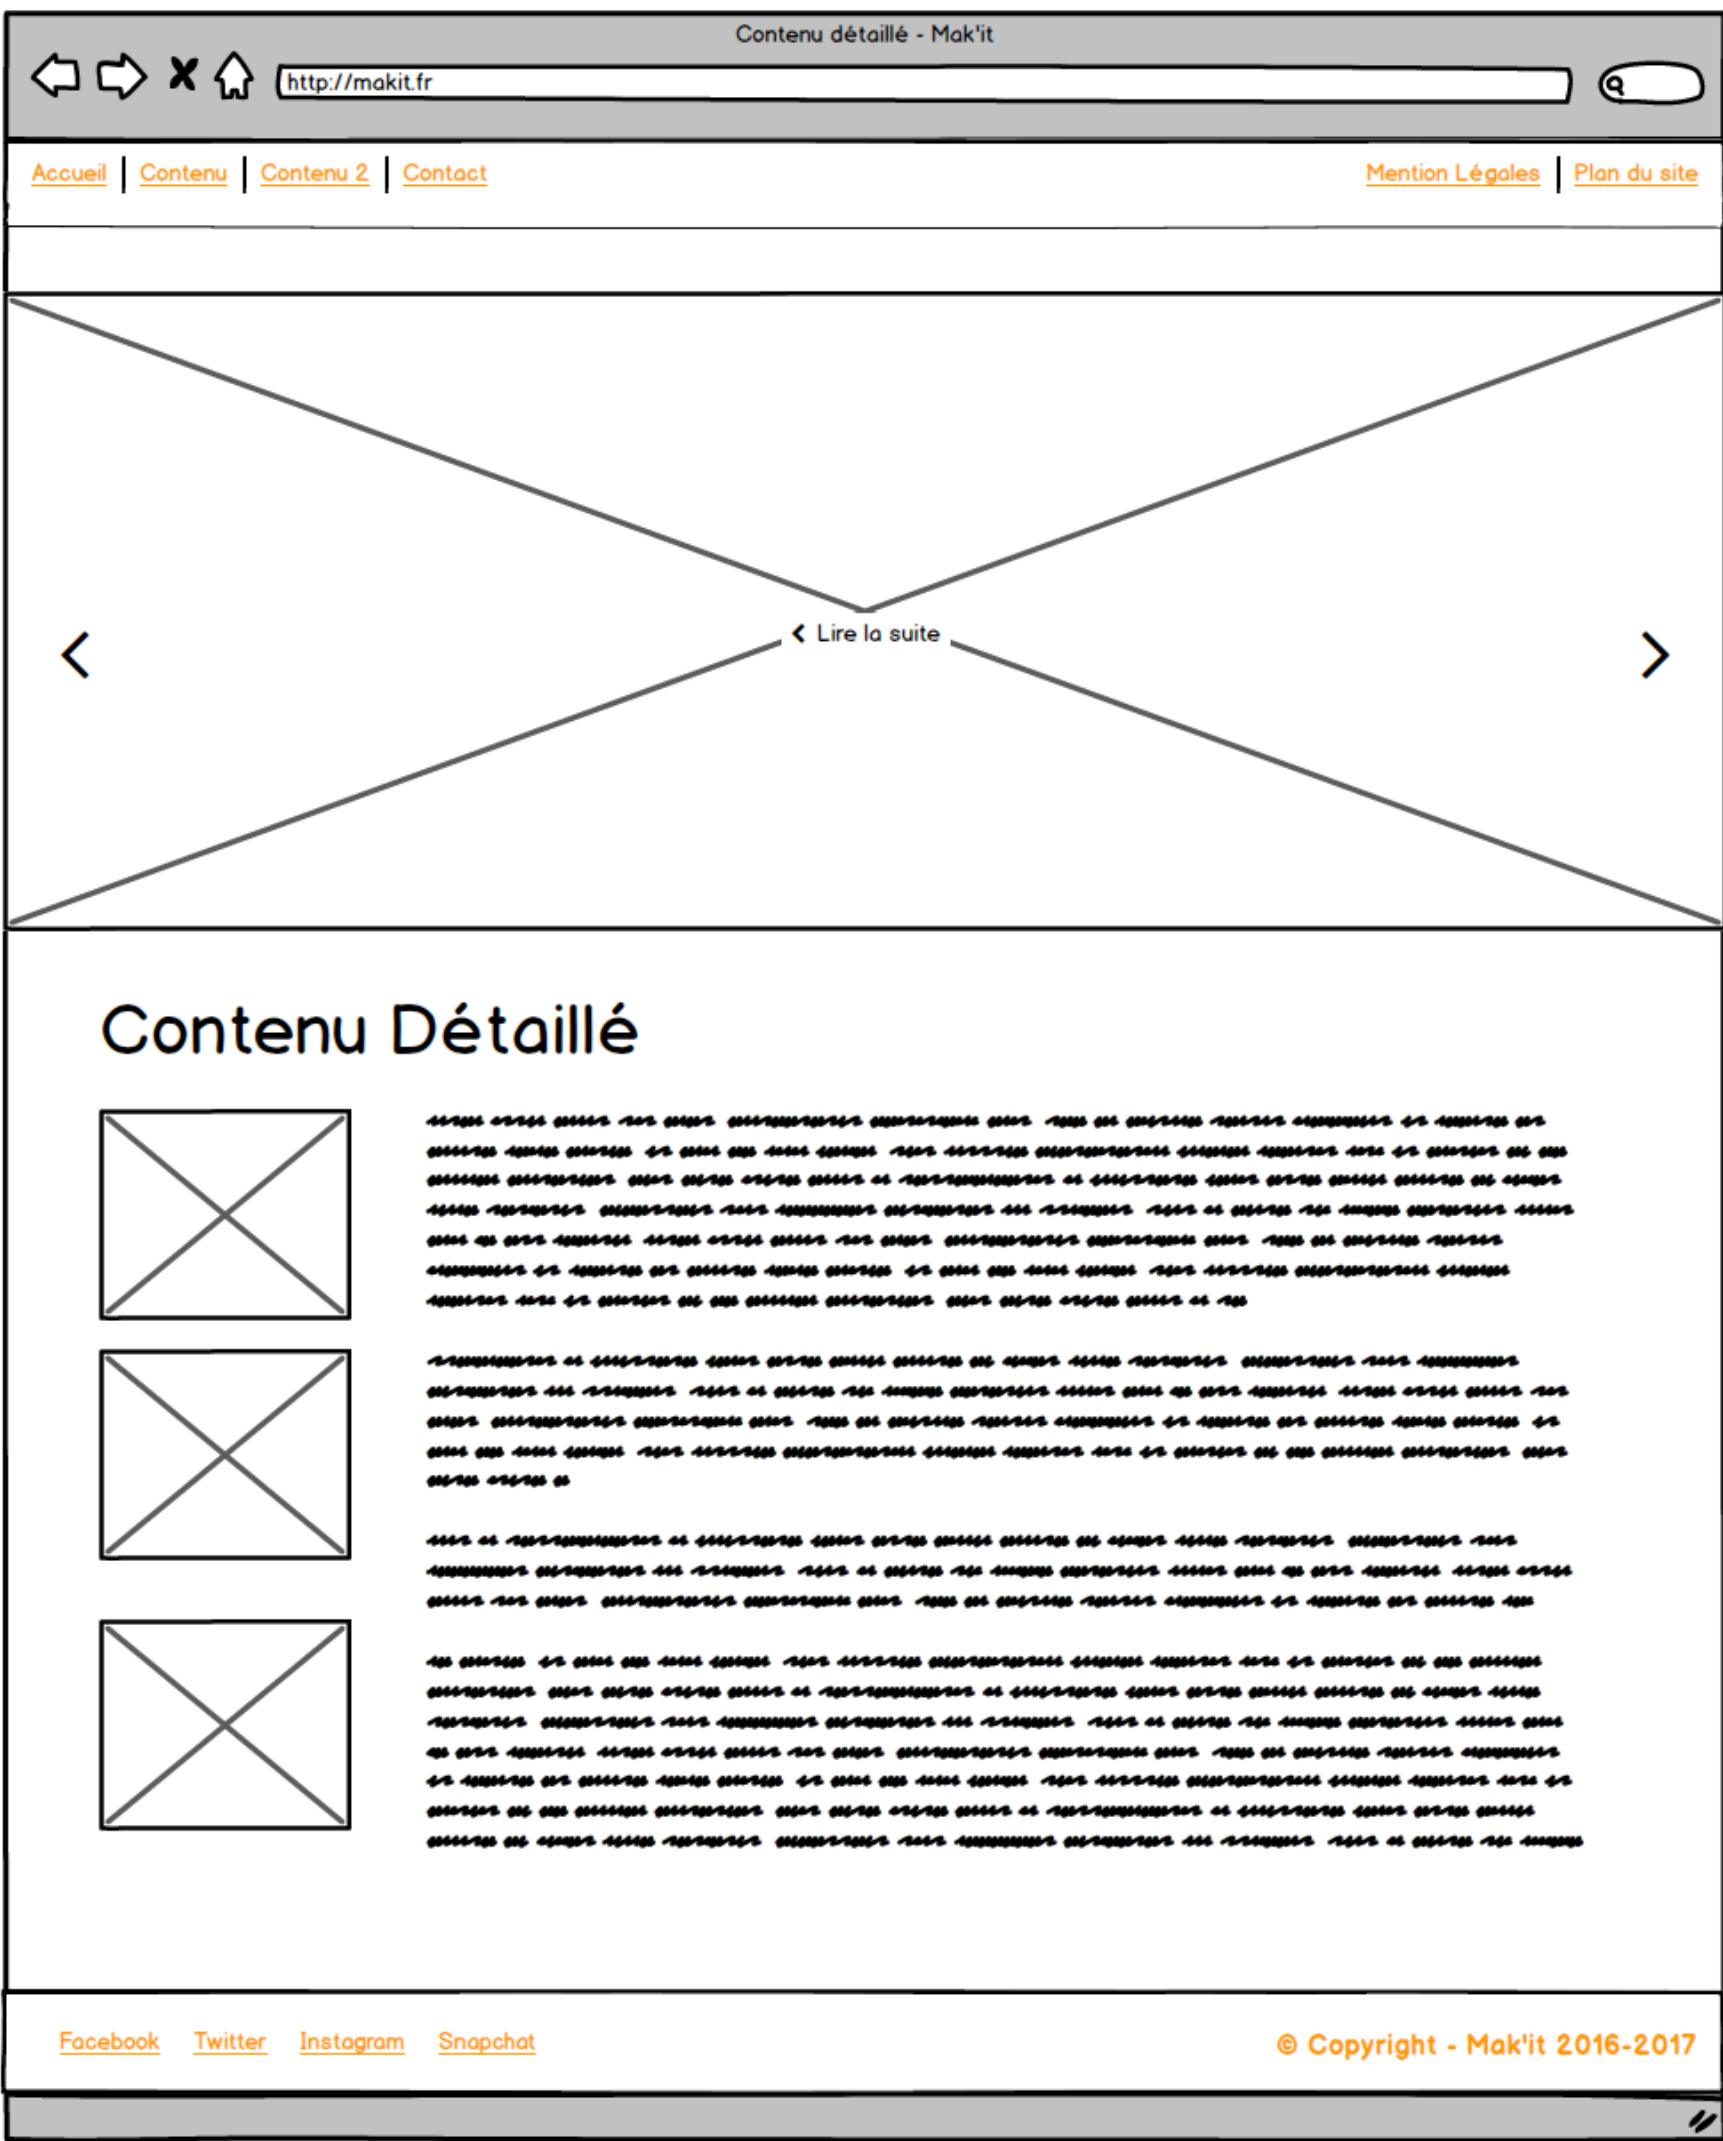 Contenu détaillé - Mak'it
http://makit.fr
Accueil | Contenu | Contenu 2 | Contact
Mention Légales | Plan du site
Lire la suite
Contenu Détaillé
Facebook Twitter Instagram Snapchat
© Copyright - Mak'it 2016-2017